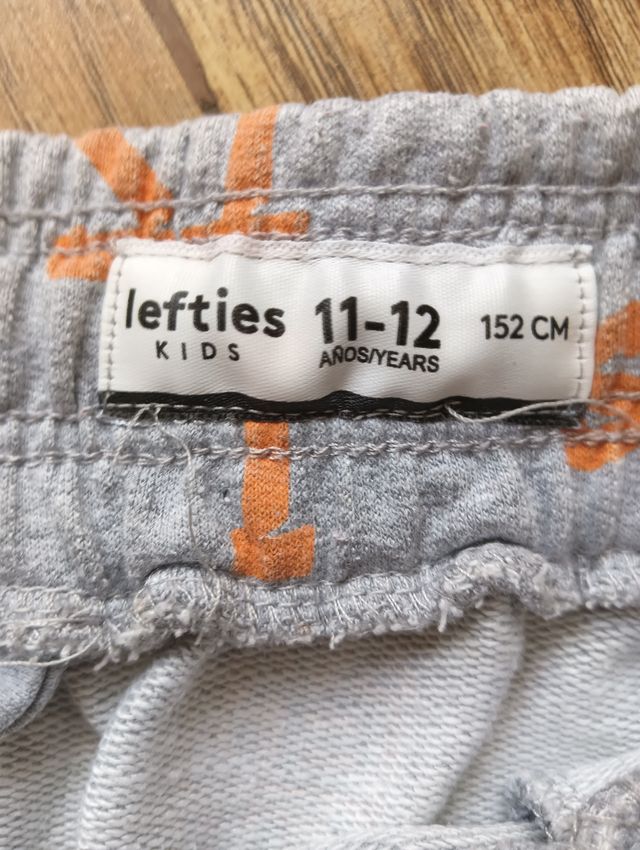 lefties 11-12 152 CM
KIDS AÑOS/YEARS